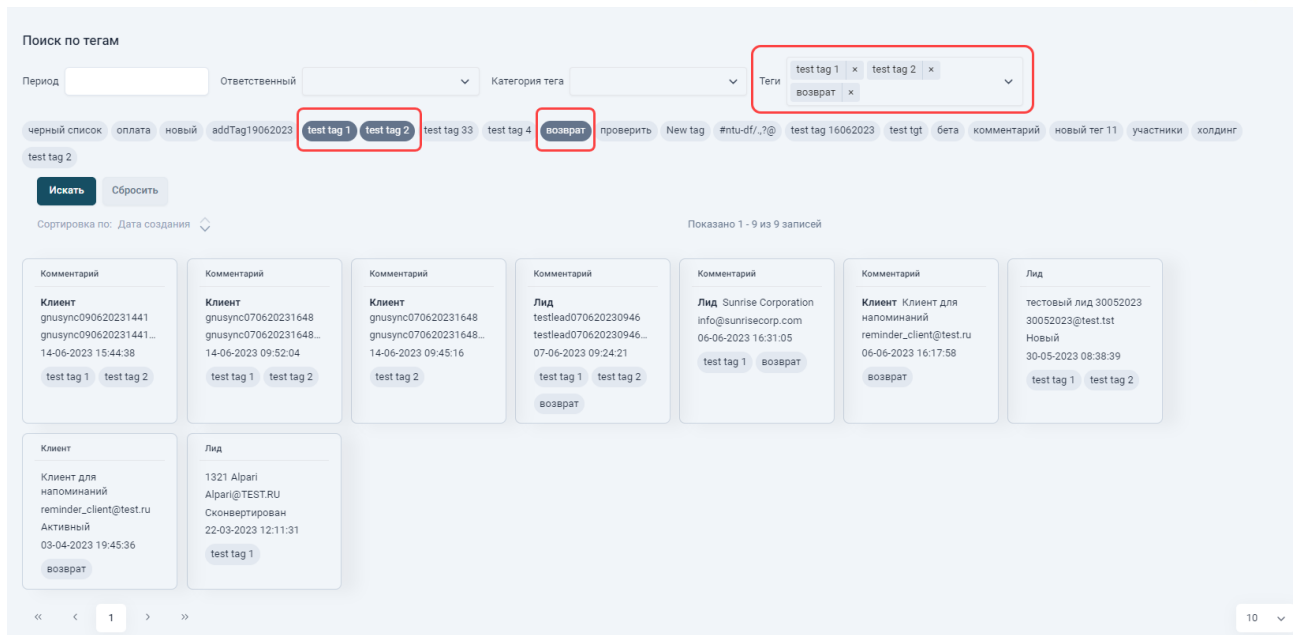 Поиск по тегам
Период Ответственный Категория тега Теги test tag 1 × test tag 2 ×
возврат ×
черный список оплата новый addTag19062023 test tag 1 test tag 2 test tag 33 test tag 4 возврат проверить New tag #ntu-df/.,?@ test tag 16062023 test tgt бета комментарий новый тег 11 участники холдинг
test tag 2
Искать Сбросить
Сортировка по: Дата создания Показано 1 - 9 из 9 записей
Комментарий
Клиент
gnusync090620231441
gnusync090620231441...
14-06-2023 15:44:38
test tag 1 test tag 2
Комментарий
Клиент
gnusync070620231648
gnusync070620231648...
14-06-2023 09:52:04
test tag 1 test tag 2
Комментарий
Клиент
gnusync070620231648
gnusync070620231648...
14-06-2023 09:45:16
test tag 2
Комментарий
Лид
testlead070620230946
testlead070620230946...
07-06-2023 09:24:21
test tag 1 test tag 2
возврат
Комментарий
Лид Sunrise Corporation
info@sunrisecorp.com
06-06-2023 16:31:05
test tag 1 возврат
Комментарий
Клиент Клиент для
напоминаний
reminder_client@test.ru
06-06-2023 16:17:58
возврат
Лид
тестовый лид 30052023
30052023@test.tst
Новый
30-05-2023 08:38:39
test tag 1 test tag 2
Клиент
Клиент для
напоминаний
reminder_client@test.ru
Активный
03-04-2023 19:45:36
возврат
Лид
1321 Alpari
Alpari@TEST.RU
Сконвертирован
22-03-2023 12:11:31
test tag 1
« ‹ 1 › » 10